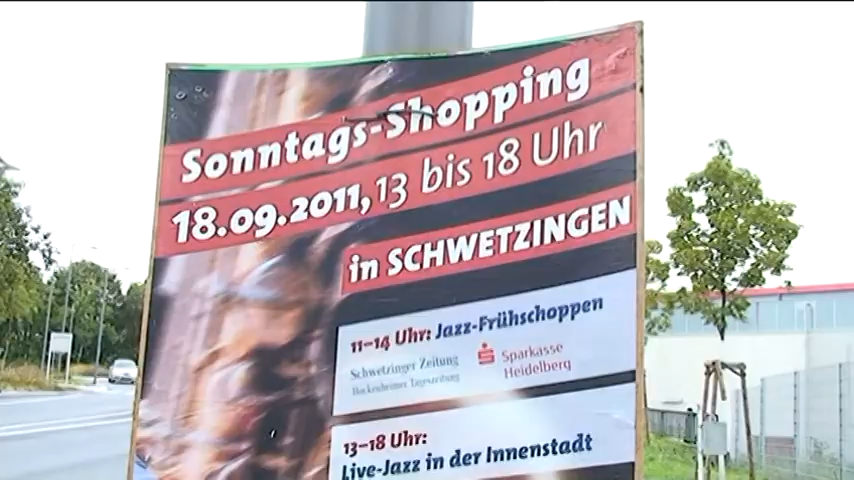 Sonntags-Shopping
18.09.2011, 13 bis 18 Uhr
in SCHWETZINGEN
11–14 Uhr: Jazz-Frühschoppen
Schwetzinger Zeitung
Hockenheimer Tageszeitung
Sparkasse
Heidelberg
13–18 Uhr:
Live-Jazz in der Innenstadt